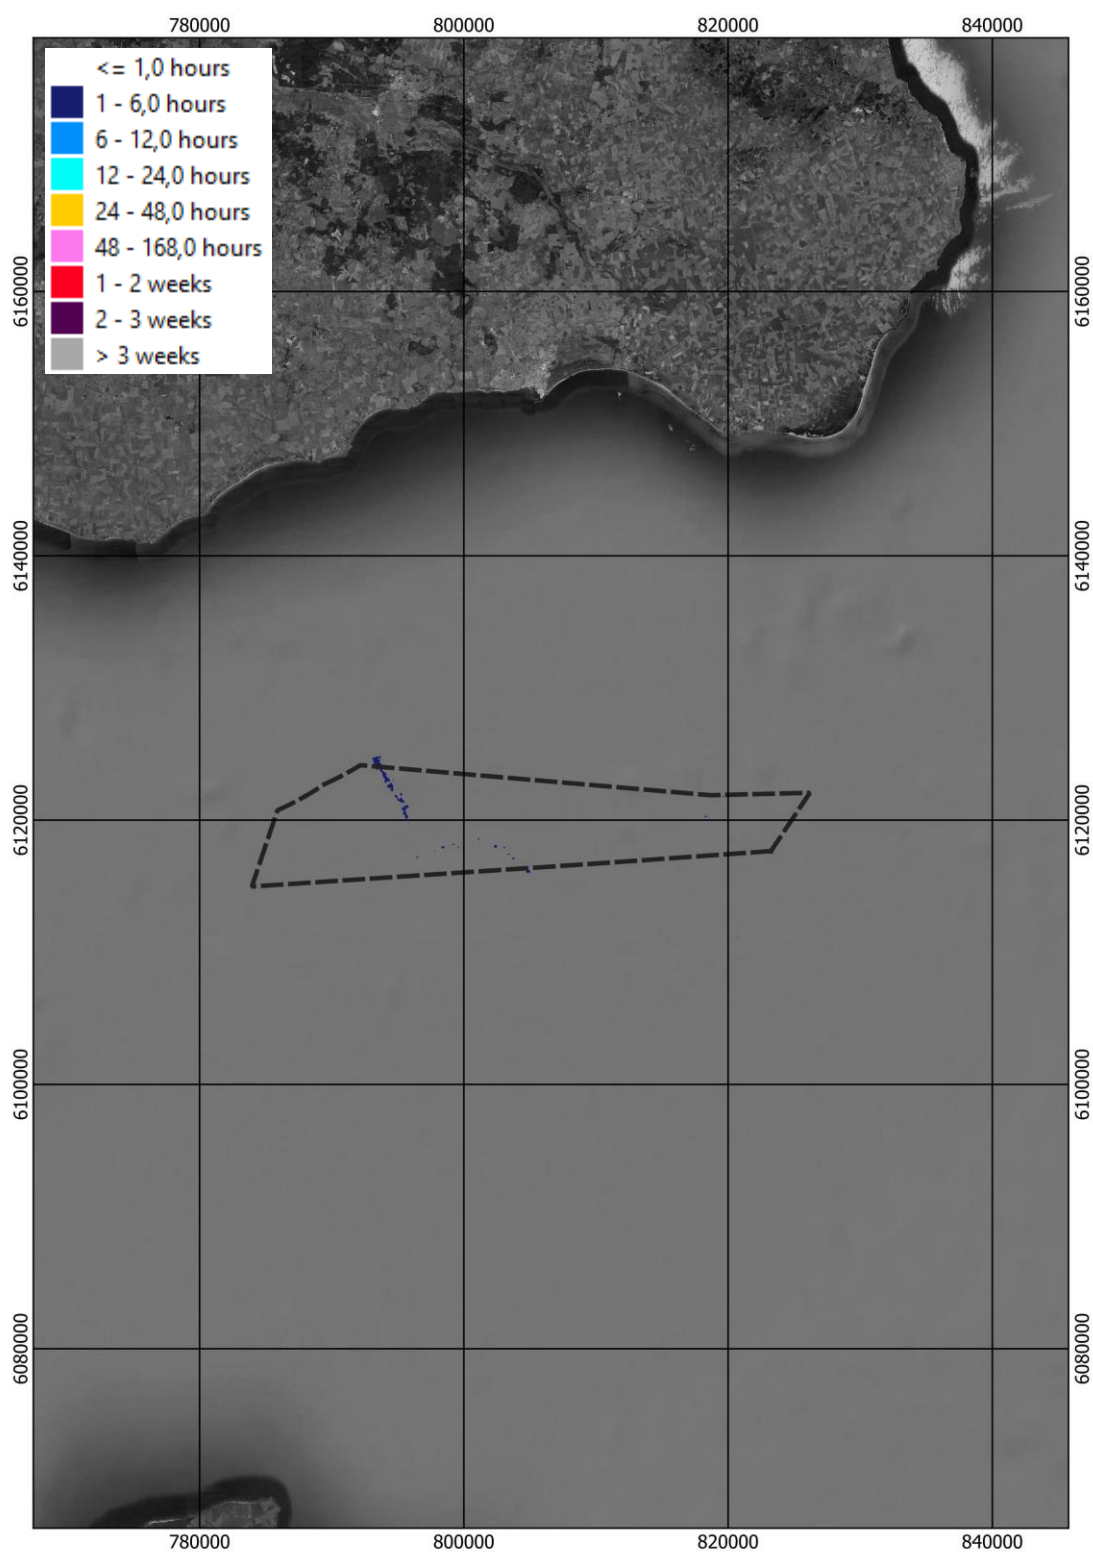 780000 800000 820000 840000
<= 1,0 hours
1 - 6,0 hours
6 - 12,0 hours
12 - 24,0 hours
24 - 48,0 hours
48 - 168,0 hours
1 - 2 weeks
2 - 3 weeks
> 3 weeks
6160000 6160000
6140000 6140000
6120000 6120000
6100000 6100000
6080000 6080000
780000 800000 820000 840000